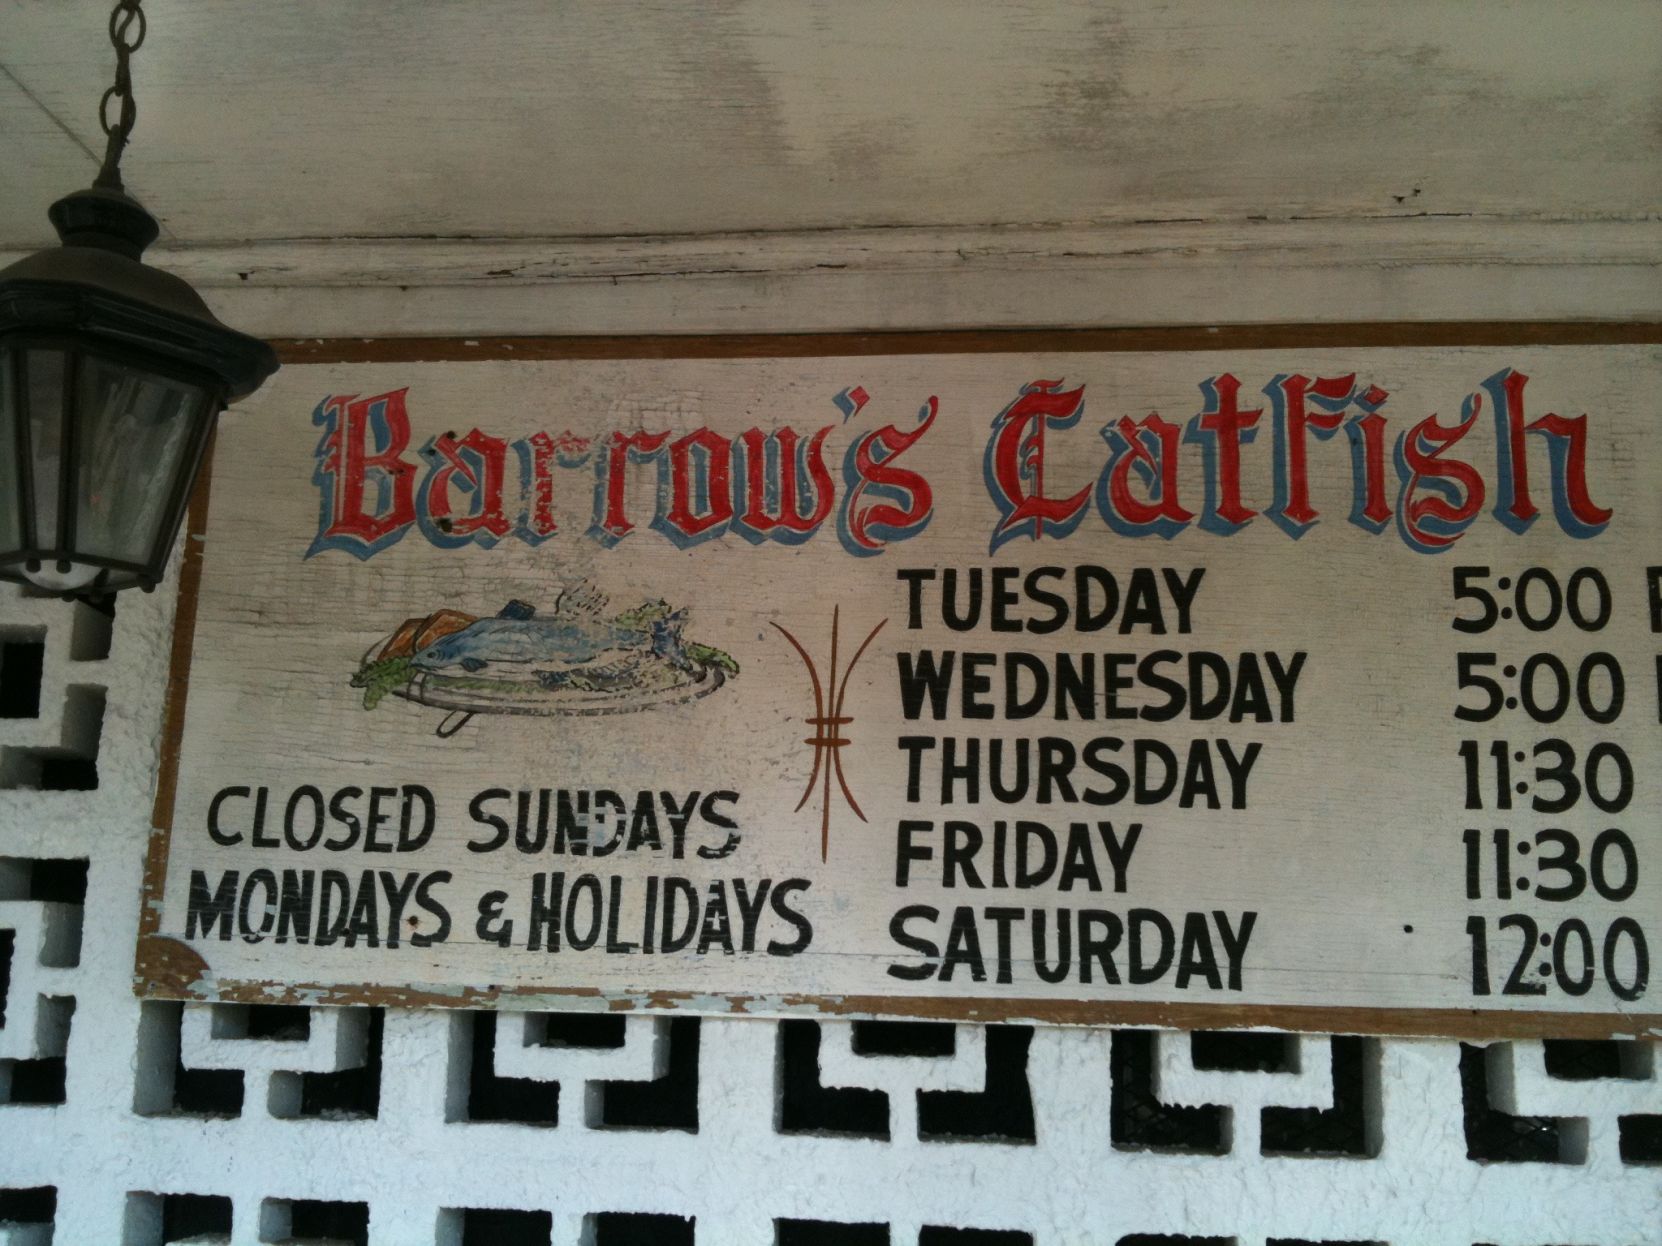 Barrow's Catfish
TUESDAY 5:00
WEDNESDAY 5:00
THURSDAY 11:30
FRIDAY 11:30
SATURDAY 12:00
CLOSED SUNDAYS
MONDAYS & HOLIDAYS